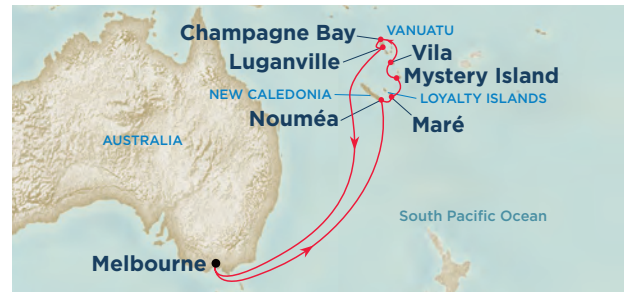 Champagne Bay
VANUATU
Luganville
Vila
Mystery Island
NEW CALEDONIA
LOYALTY ISLANDS
Nouméa
Maré
AUSTRALIA
South Pacific Ocean
Melbourne